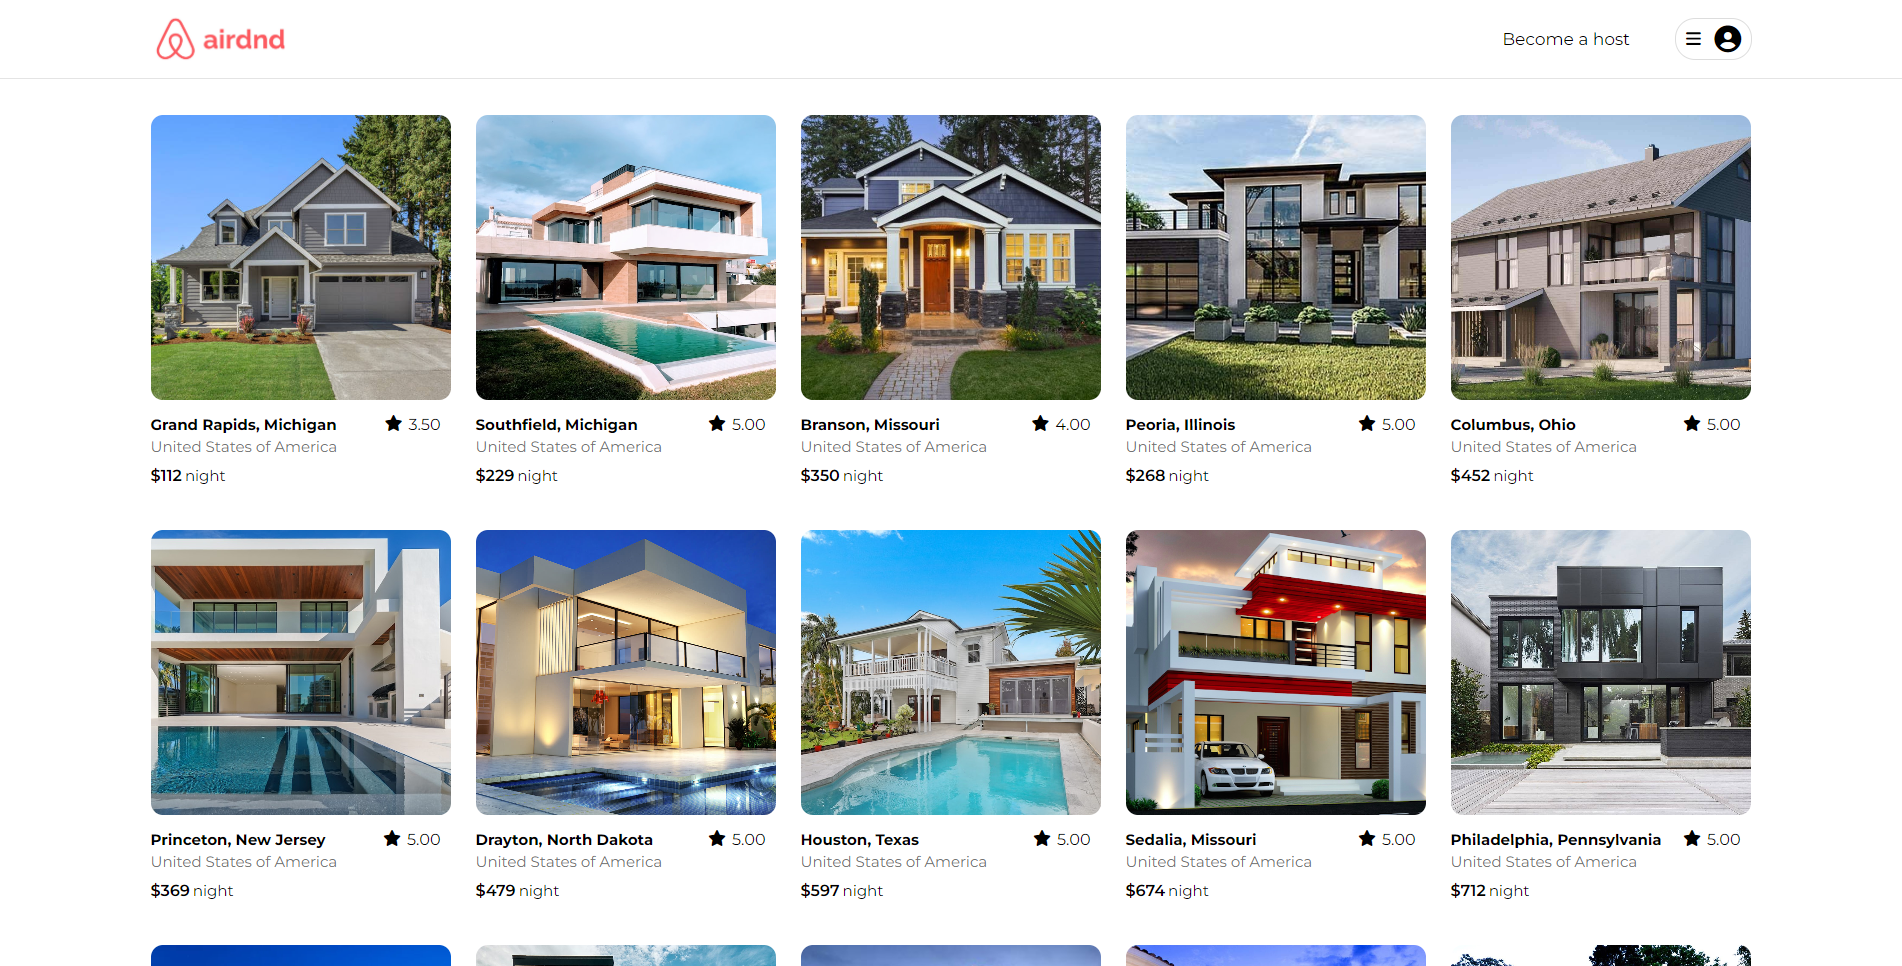 airdnd
Become a host
Grand Rapids, Michigan ★ 3.50
United States of America
$112 night
Southfield, Michigan ★ 5.00
United States of America
$229 night
Branson, Missouri ★ 4.00
United States of America
$350 night
Peoria, Illinois ★ 5.00
United States of America
$268 night
Columbus, Ohio ★ 5.00
United States of America
$452 night
Princeton, New Jersey ★ 5.00
United States of America
$369 night
Drayton, North Dakota ★ 5.00
United States of America
$479 night
Houston, Texas ★ 5.00
United States of America
$597 night
Sedalia, Missouri ★ 5.00
United States of America
$674 night
Philadelphia, Pennsylvania ★ 5.00
United States of America
$712 night